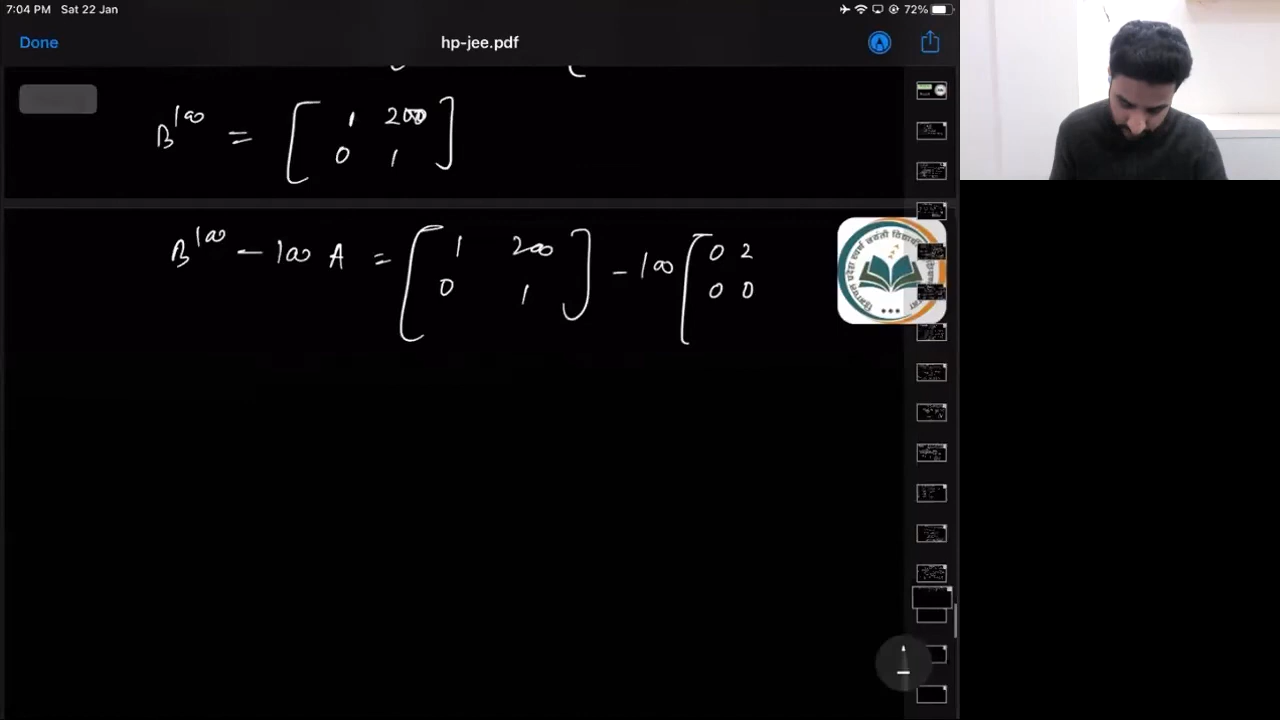 7:04 PM Sat 22 Jan 72%
Done hp-jee.pdf
B^100 = [ 1 200
0 1 ]
B^100 - 100 A = [ 1 200 ] - 100 [ 0 2
0 1 0 0